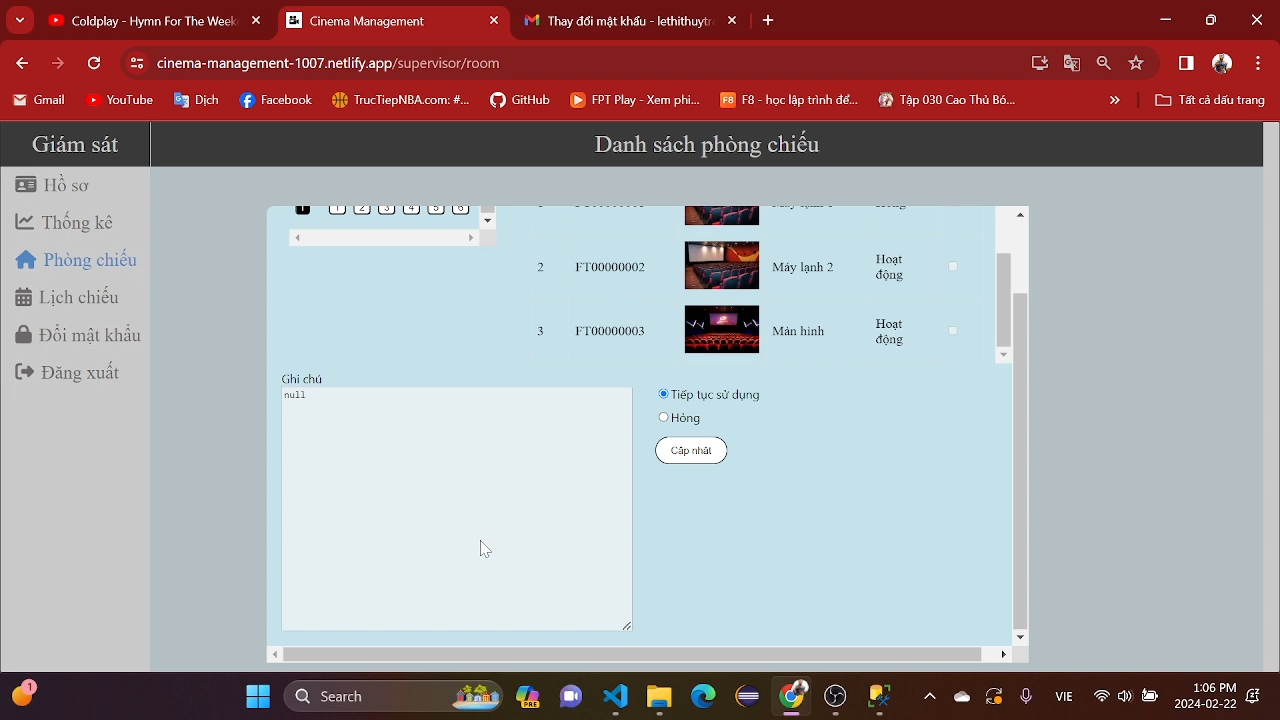 Coldplay - Hymn For The Weeke
Cinema Management
Thay đổi mật khẩu - lethithuytra
cinema-management-1007.netlify.app/supervisor/room
Gmail
YouTube
Dịch
Facebook
TrucTiepNBA.com: #...
GitHub
FPT Play - Xem phi...
F8 - học lập trình để...
Tập 030 Cao Thủ Bó...
Tất cả dấu trang
Giám sát
Danh sách phòng chiếu
Hồ sơ
Thống kê
Phòng chiếu
Lịch chiếu
Đổi mật khẩu
Đăng xuất
1 2 3 4 5 6
2 FT00000002 Máy lạnh 2 Hoạt
động
3 FT00000003 Màn hình Hoạt
động
Ghi chú
null
Tiếp tục sử dụng
Hỏng
Cập nhật
1
Search
PRE
VIE
1:06 PM
2024-02-22